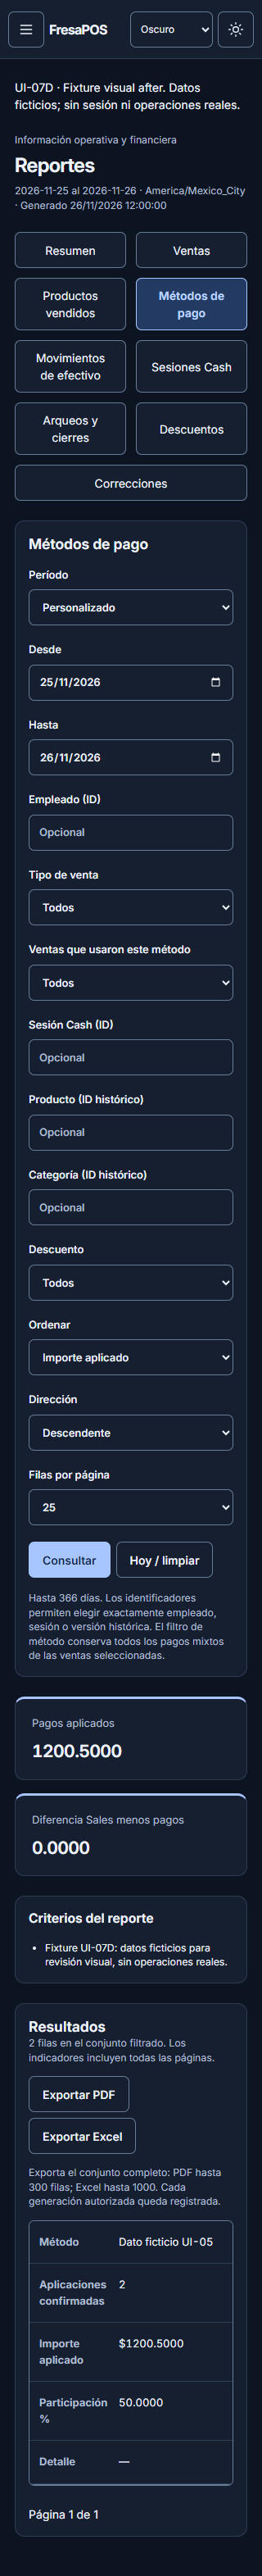 FresaPOS
Oscuro
UI-07D · Fixture visual after. Datos
ficticios; sin sesión ni operaciones reales.
Información operativa y financiera
Reportes
2026-11-25 al 2026-11-26 · America/Mexico_City
· Generado 26/11/2026 12:00:00
Resumen
Ventas
Productos
vendidos
Métodos de
pago
Movimientos
de efectivo
Sesiones Cash
Arqueos y
cierres
Descuentos
Correcciones
Métodos de pago
Período
Personalizado
Desde
25/11/2026
Hasta
26/11/2026
Empleado (ID)
Opcional
Tipo de venta
Todos
Ventas que usaron este método
Todos
Sesión Cash (ID)
Opcional
Producto (ID histórico)
Opcional
Categoría (ID histórico)
Opcional
Descuento
Todos
Ordenar
Importe aplicado
Dirección
Descendente
Filas por página
25
Consultar
Hoy / limpiar
Hasta 366 días. Los identificadores
permiten elegir exactamente empleado,
sesión o versión histórica. El filtro de
método conserva todos los pagos mixtos
de las ventas seleccionadas.
Pagos aplicados
1200.5000
Diferencia Sales menos pagos
0.0000
Criterios del reporte
• Fixture UI-07D: datos ficticios para
revisión visual, sin operaciones reales.
Resultados
2 filas en el conjunto filtrado. Los
indicadores incluyen todas las páginas.
Exportar PDF
Exportar Excel
Exporta el conjunto completo: PDF hasta
300 filas; Excel hasta 1000. Cada
generación autorizada queda registrada.
Método Dato ficticio UI-05
Aplicaciones 2
confirmadas
Importe $1200.5000
aplicado
Participación 50.0000
%
Detalle —
Página 1 de 1